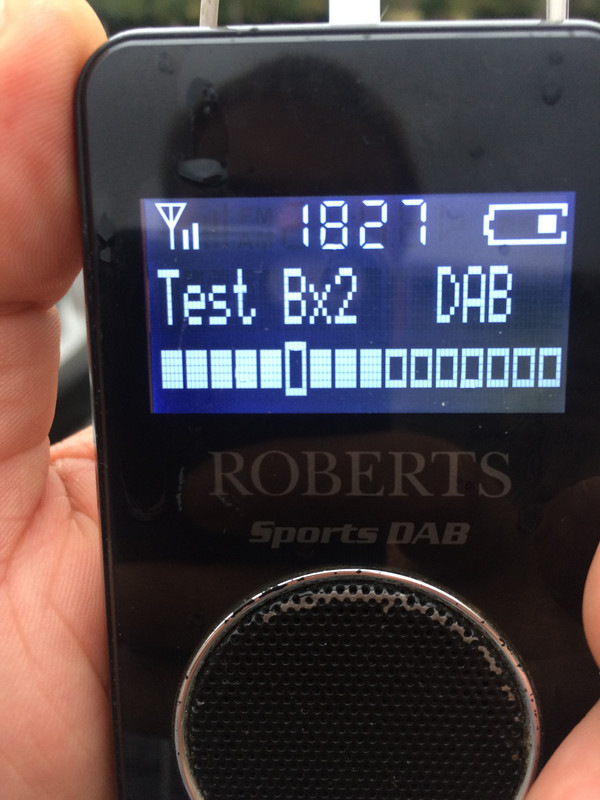 1827
Test Bx2 DAB
ROBERTS
Sports DAB